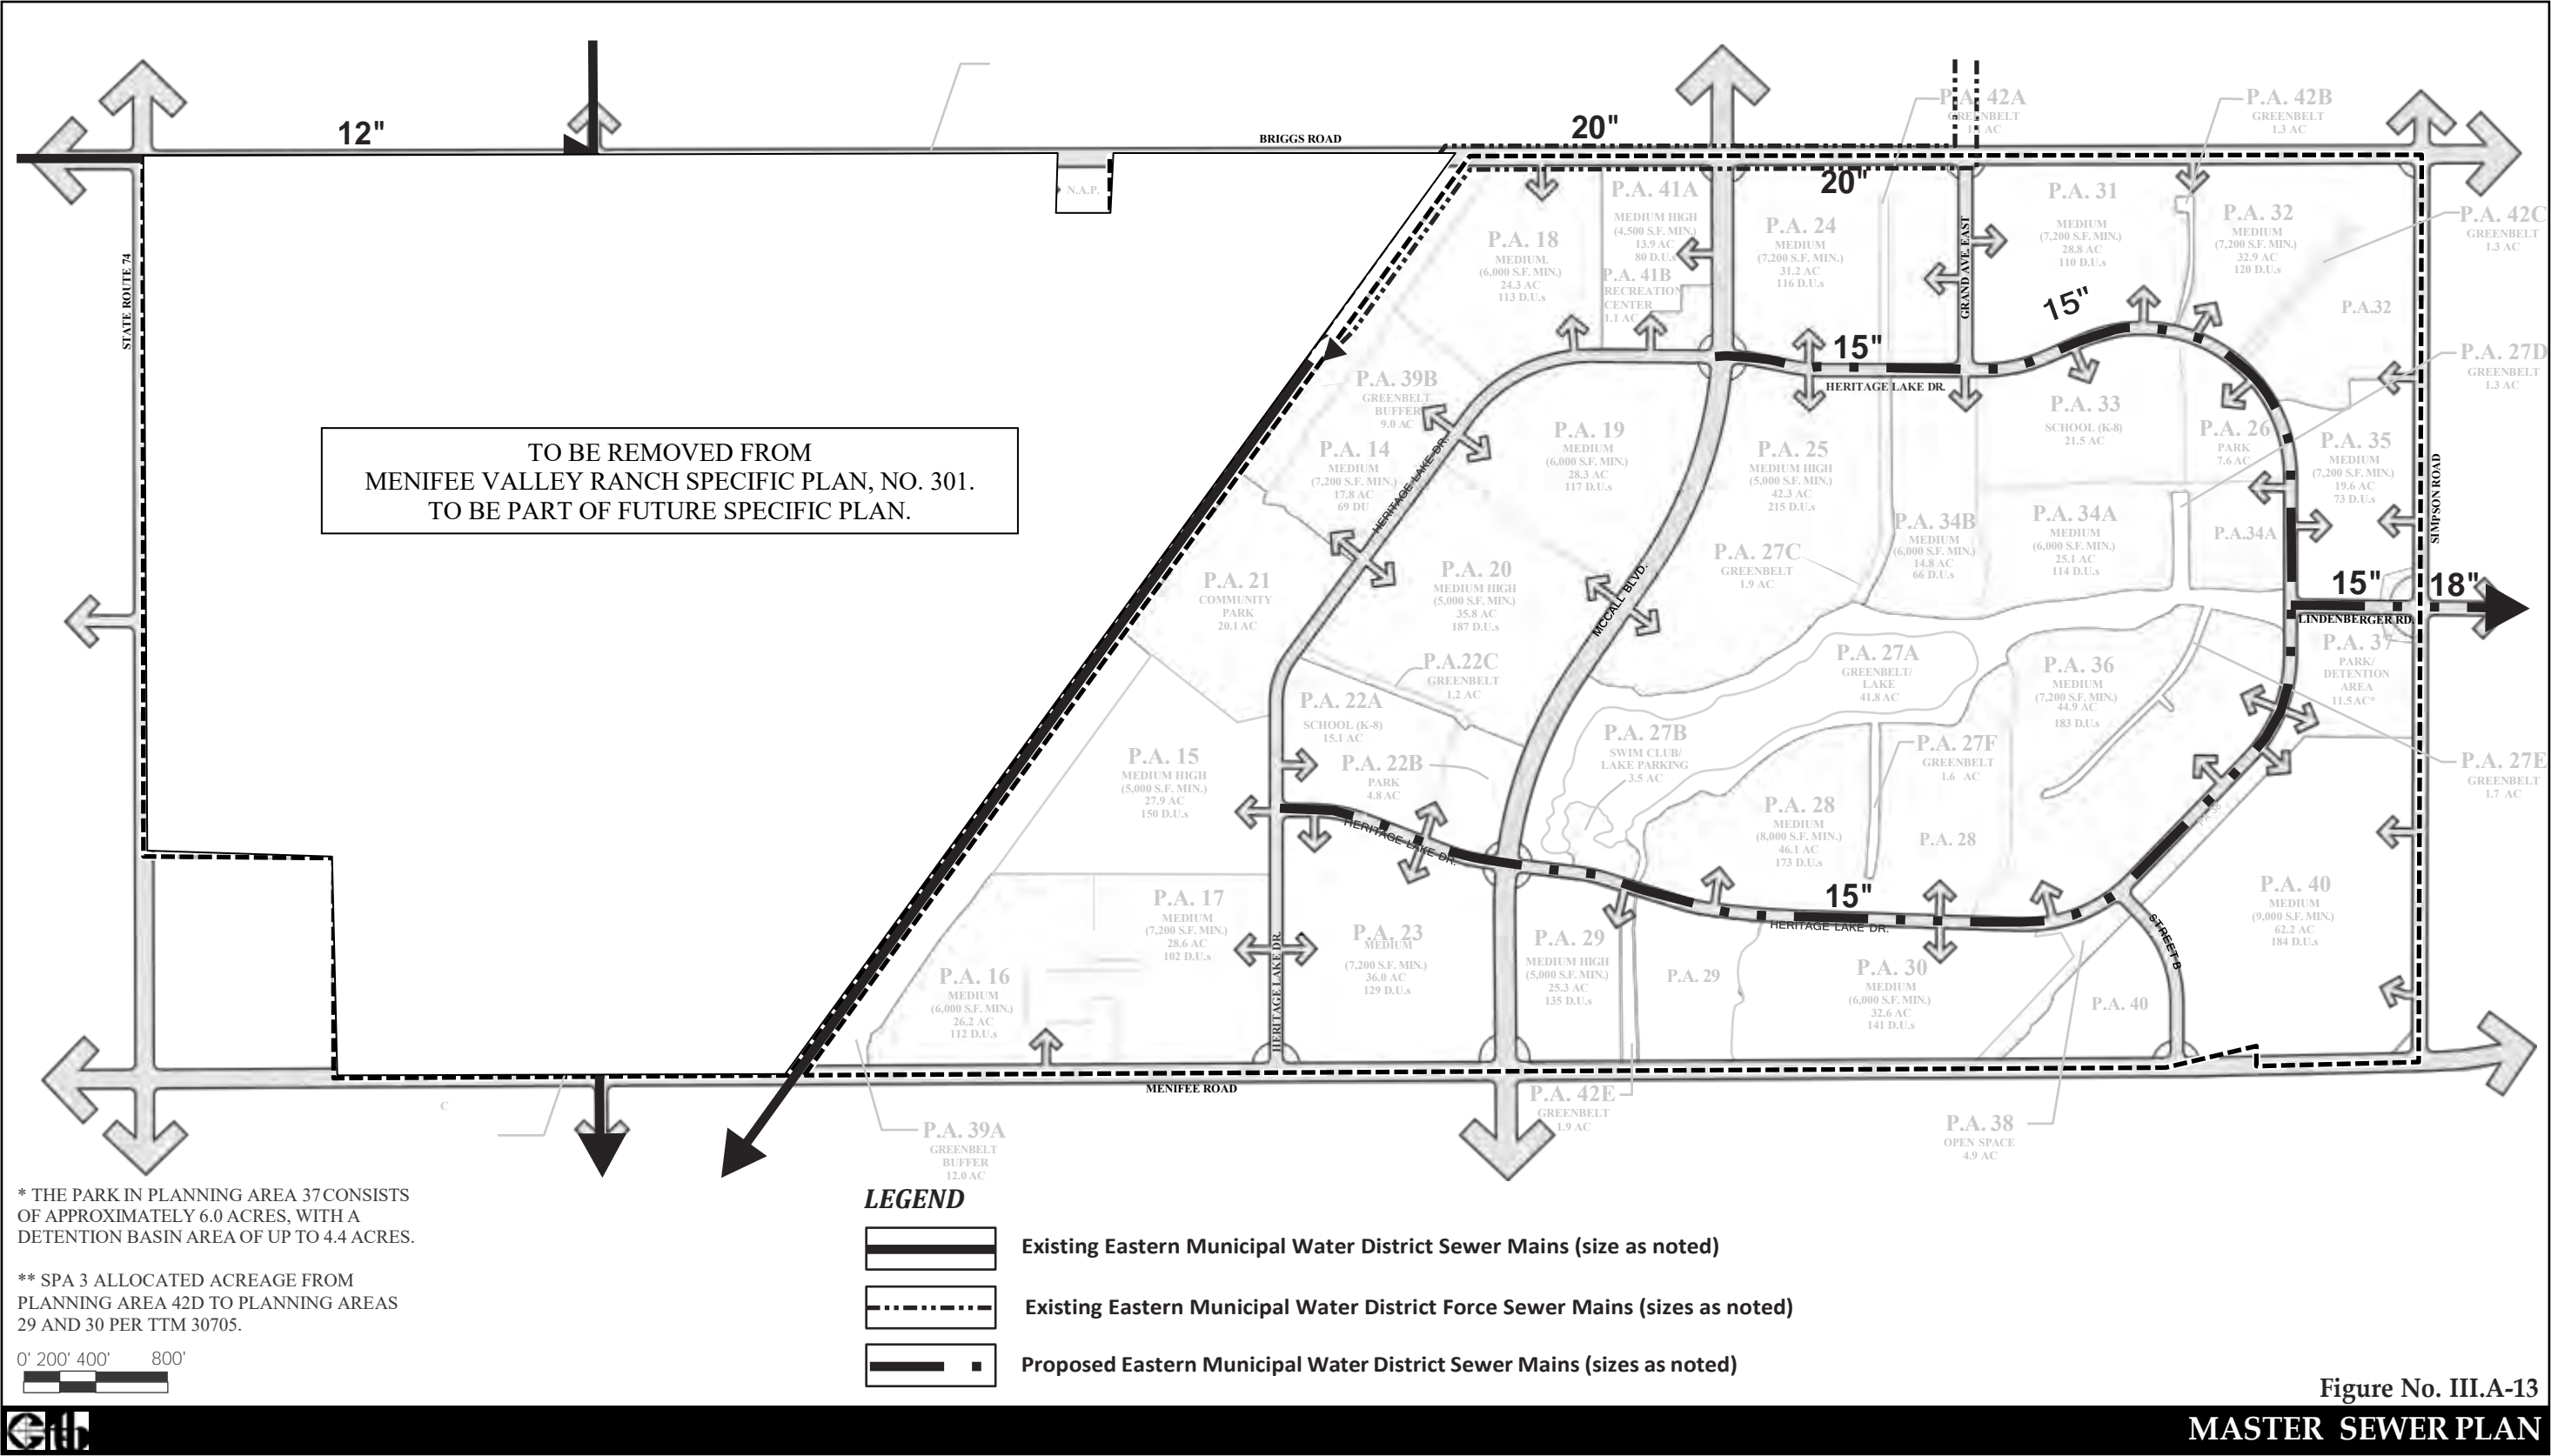 12"
BRIGGS ROAD
20"
20"
P.A. 42A
GREENBELT
AC
P.A. 42B
GREENBELT
1.3 AC
N.A.P.
STATE ROUTE 74
P.A. 18
MEDIUM.
(6,000 S.F. MIN.)
24.3 AC
113 D.U.s
P.A. 41A
MEDIUM HIGH
(4,500 S.F. MIN.)
13.9 AC
80 D.U.s
P.A. 41B
RECREATION
CENTER
1.1 AC
P.A. 24
MEDIUM
(7,200 S.F. MIN.)
31.2 AC
116 D.U.s
GRAND AVE EAST
P.A. 31
MEDIUM
(7,200 S.F. MIN.)
28.8 AC
110 D.U.s
P.A. 32
MEDIUM
(7,200 S.F. MIN.)
32.9 AC
120 D.U.s
P.A. 42C
GREENBELT
1.3 AC
P.A.32
15"
15"
HERITAGE LAKE DR.
P.A. 27D
GREENBELT
1.3 AC
P.A. 39B
GREENBELT
BUFFER
9.0 AC
P.A. 14
MEDIUM
(7,200 S.F. MIN.)
17.8 AC
69 DU
HERITAGE LAKE DR.
P.A. 19
MEDIUM
(6,000 S.F. MIN.)
28.3 AC
117 D.U.s
P.A. 25
MEDIUM HIGH
(5,000 S.F. MIN.)
42.3 AC
215 D.U.s
P.A. 33
SCHOOL (K-8)
21.5 AC
P.A. 26
PARK
7.6 AC
P.A. 35
MEDIUM
(7,200 S.F. MIN.)
19.6 AC
73 D.U.s
SIMPSON ROAD
TO BE REMOVED FROM
MENIFEE VALLEY RANCH SPECIFIC PLAN, NO. 301.
TO BE PART OF FUTURE SPECIFIC PLAN.
P.A. 21
COMMUNITY
PARK
20.1 AC
P.A. 20
MEDIUM HIGH
(5,000 S.F. MIN.)
35.8 AC
187 D.U.s
MCCALL BLVD.
P.A. 27C
GREENBELT
1.9 AC
P.A. 34B
MEDIUM
(6,000 S.F. MIN.)
14.8 AC
66 D.U.s
P.A. 34A
MEDIUM
(6,000 S.F. MIN.)
25.1 AC
114 D.U.s
P.A.34A
15"
18"
LINDENBERGER RD.
P.A.22C
GREENBELT
1.2 AC
P.A. 22A
SCHOOL (K-8)
15.1 AC
P.A. 27A
GREENBELT/
LAKE
41.8 AC
P.A. 36
MEDIUM
(7,200 S.F. MIN.)
44.9 AC
183 D.U.s
P.A. 37
PARK/
DETENTION
AREA
11.5 AC*
P.A. 15
MEDIUM HIGH
(5,000 S.F. MIN.)
27.9 AC
150 D.U.s
P.A. 22B
PARK
4.8 AC
P.A. 27B
SWIM CLUB/
LAKE PARKING
3.5 AC
P.A. 27F
GREENBELT
1.6 AC
P.A. 27E
GREENBELT
1.7 AC
HERITAGE LAKE DR.
P.A. 28
MEDIUM
(8,000 S.F. MIN.)
46.1 AC
173 D.U.s
P.A. 28
15"
HERITAGE LAKE DR.
P.A. 17
MEDIUM
(7,200 S.F. MIN.)
28.6 AC
102 D.U.s
HERITAGE LAKE DR.
P.A. 23
MEDIUM
(7,200 S.F. MIN.)
36.0 AC
129 D.U.s
P.A. 29
MEDIUM HIGH
(5,000 S.F. MIN.)
25.3 AC
135 D.U.s
P.A. 29
P.A. 30
MEDIUM
(6,000 S.F. MIN.)
32.6 AC
141 D.U.s
STREET B
P.A. 40
MEDIUM
(9,000 S.F. MIN.)
62.2 AC
184 D.U.s
P.A. 40
P.A. 16
MEDIUM
(6,000 S.F. MIN.)
26.2 AC
112 D.U.s
MENIFEE ROAD
C
P.A. 39A
GREENBELT
BUFFER
12.0 AC
P.A. 42E
GREENBELT
1.9 AC
P.A. 38
OPEN SPACE
4.9 AC
* THE PARK IN PLANNING AREA 37 CONSISTS
OF APPROXIMATELY 6.0 ACRES, WITH A
DETENTION BASIN AREA OF UP TO 4.4 ACRES.
** SPA 3 ALLOCATED ACREAGE FROM
PLANNING AREA 42D TO PLANNING AREAS
29 AND 30 PER TTM 30705.
0' 200' 400' 800'
LEGEND
Existing Eastern Municipal Water District Sewer Mains (size as noted)
Existing Eastern Municipal Water District Force Sewer Mains (sizes as noted)
Proposed Eastern Municipal Water District Sewer Mains (sizes as noted)
Figure No. III.A-13
MASTER SEWER PLAN